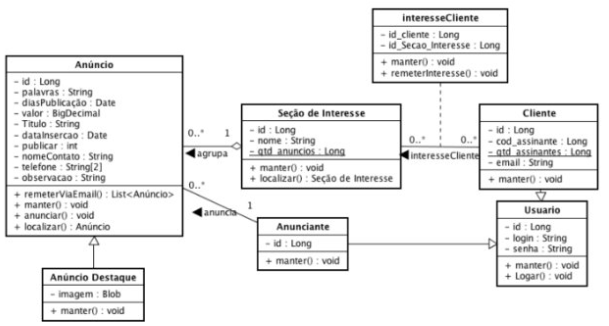 interesseCliente
- id_cliente : Long
- id_Secao_Interesse : Long
+ manter() : void
+ remeterInteresse() : void
Anúncio
- id : Long
- palavras : String
- diasPublicação : Date
- valor : BigDecimal
- Titulo : String
- dataInsercao : Date
- publicar : int
- nomeContato : String
- telefone : String[2]
- observacao : String
+ remeterViaEmail() : List<Anúncio>
+ manter() : void
+ anunciar() : void
+ localizar() : Anúncio
0..*
1
agrupa
Seção de Interesse
- id : Long
- nome : String
- qtd_anuncios : Long
+ manter() : void
+ localizar() : Seção de Interesse
0..*
0..*
interesseCliente
Cliente
- id : Long
- cod_assinante : Long
- qtd_assinantes : Long
- email : String
+ manter() : void
0..*
1
anuncia
Anunciante
- id : Long
+ manter() : void
Usuario
- id : Long
- login : String
- senha : String
+ manter() : void
+ Logar() : void
Anúncio Destaque
- imagem : Blob
+ manter() : void